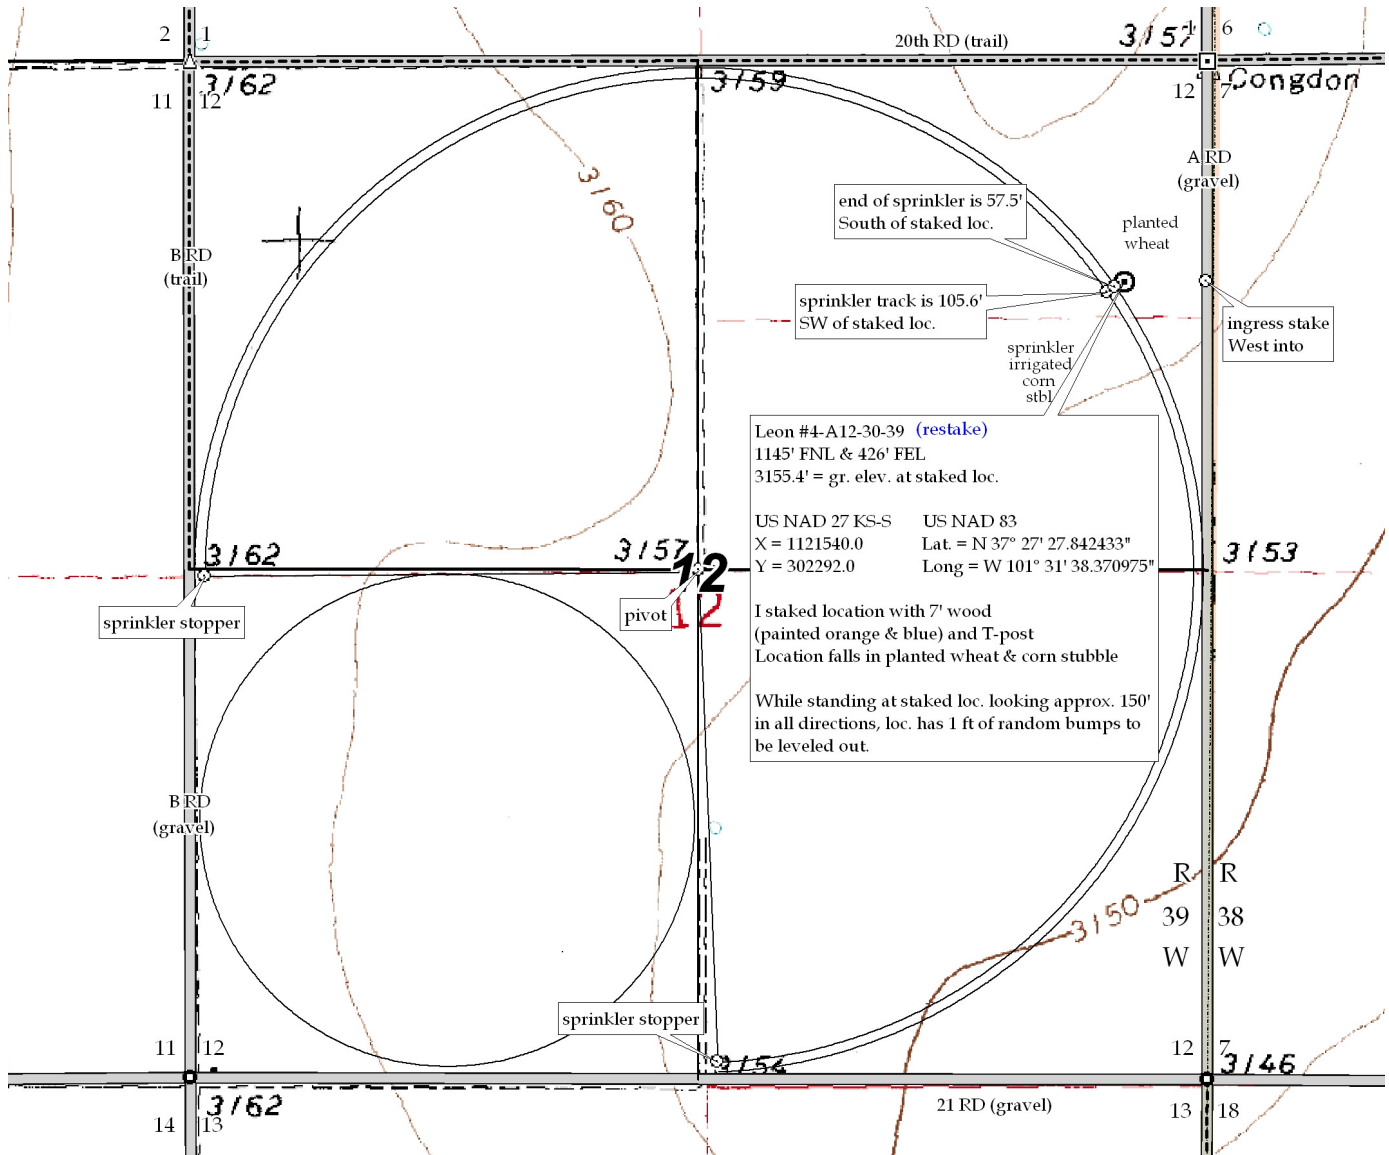 2
1
20th RD (trail)
3157
1
6
3162
3159
11
12
12
7
Congdon
A RD
(gravel)
3160
end of sprinkler is 57.5'
South of staked loc.
planted
wheat
B RD
(trail)
sprinkler track is 105.6'
SW of staked loc.
ingress stake
West into
sprinkler
irrigated
corn
stbl
Leon #4-A12-30-39 (restake)
1145' FNL & 426' FEL
3155.4' = gr. elev. at staked loc.
US NAD 27 KS-S
US NAD 83
X = 1121540.0
Lat. = N 37° 27' 27.842433"
Y = 302292.0
Long = W 101° 31' 38.370975"
I staked location with 7' wood
(painted orange & blue) and T-post
Location falls in planted wheat & corn stubble
While standing at staked loc. looking approx. 150'
in all directions, loc. has 1 ft of random bumps to
be leveled out.
3162
3157
12
3153
sprinkler stopper
pivot
12
B RD
(gravel)
R
R
39
38
W
W
3150
sprinkler stopper
11
12
3154
12
7
3146
3162
21 RD (gravel)
14
13
13
18